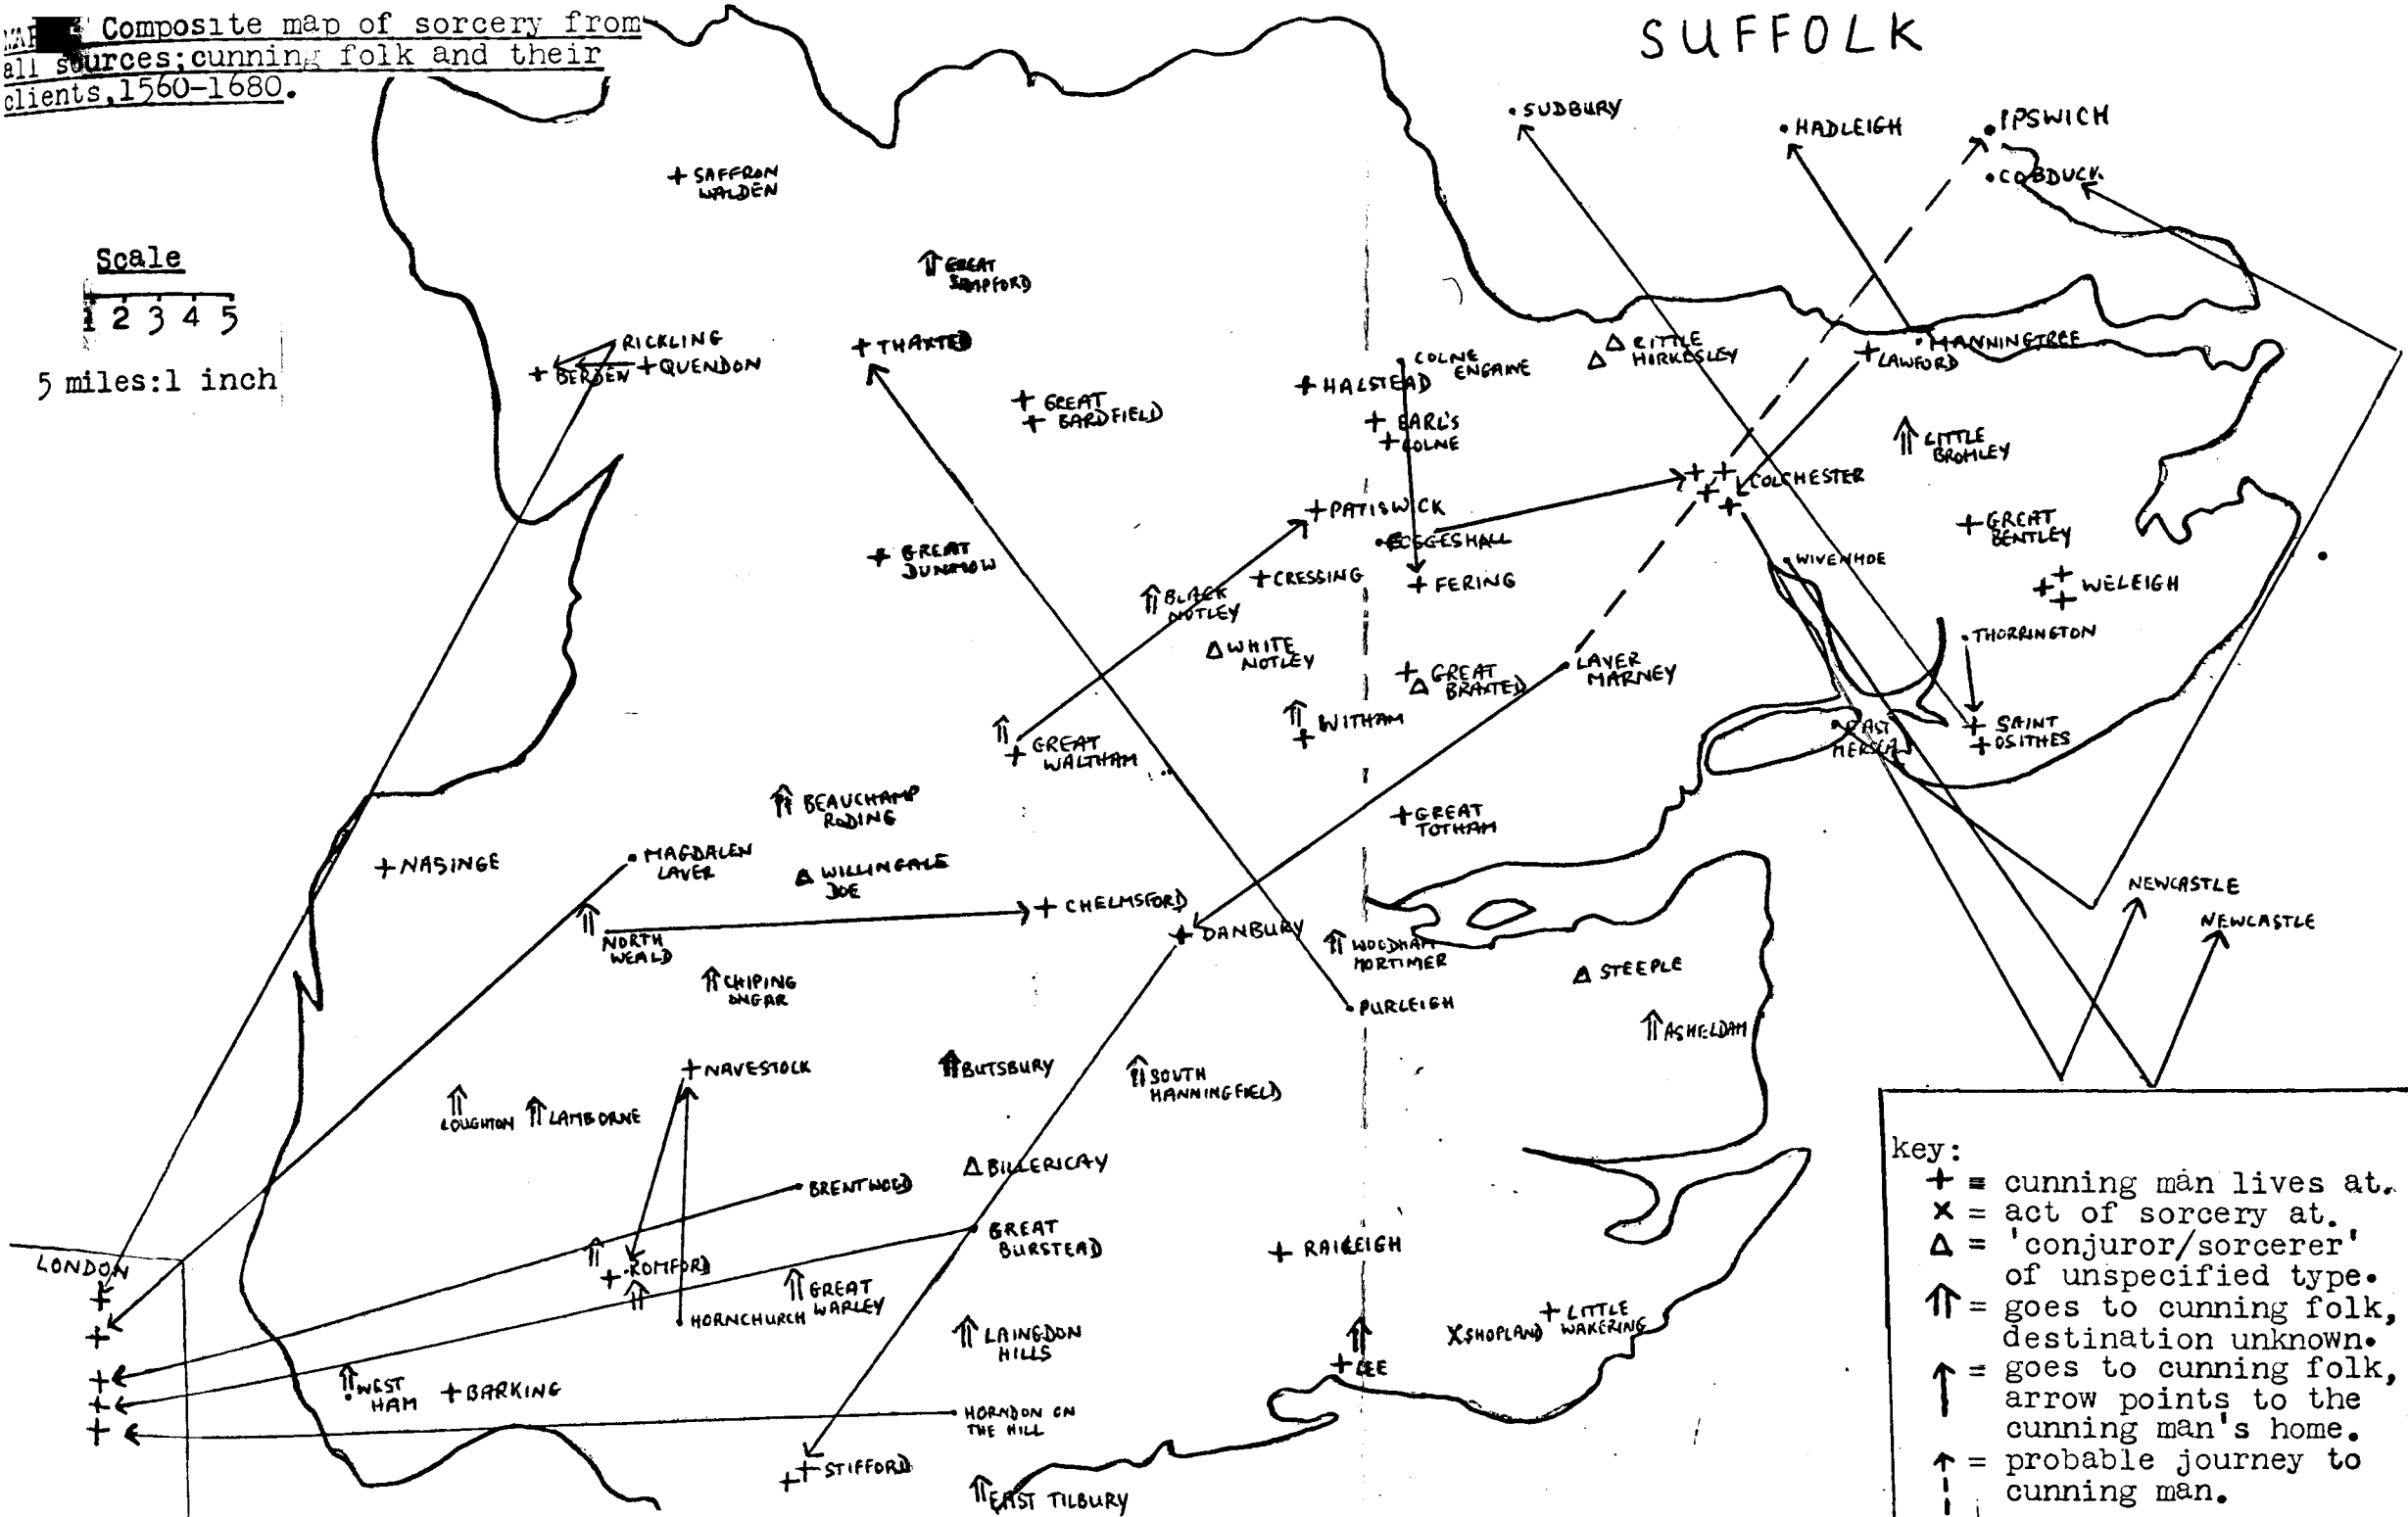 Composite map of sorcery from
all sources;cunning folk and their
clients,1560-1680.
SUFFOLK
Scale
1 2 3 4 5
5 miles:1 inch
SUDBURY
HADLEIGH
IPSWICH
COBDUCK
SAFFRON
WALDEN
GREAT
SAMPFORD
RICKLING
BERDEN
QUENDON
THAXTED
GREAT
BARDFIELD
HALSTEAD
COLNE
ENGAINE
EARL'S
COLNE
HORKESLEY
MANNINGTREE
LAWFORD
LITTLE
BROMLEY
COLCHESTER
PATISWICK
FERING
CRESSING
GREAT
DUNMOW
BLACK
NOTLEY
WHITE
NOTLEY
GREAT
BENTLEY
WIVENHOE
WELEIGH
THORRINGTON
SAINT
OSITHES
EAST
MERSEA
LAYER
MARNEY
GREAT
BRAXTED
WITHAM
GREAT
WALTHAM
GREAT
TOTHAM
BEAUCHAMP
RODING
WILLINGALE
DOE
MAGDALEN
LAVER
NASINGE
NORTH
WEALD
CHELMSFORD
DANBURY
WOODHAM
MORTIMER
STEEPLE
ASHELDAM
PURLEIGH
NEWCASTLE
NEWCASTLE
CHIPING
ONGAR
NAVESTOCK
BUTSBURY
SOUTH
HANNINGFIELD
LOUGHTON
LAMBORNE
BILLERICAY
BRENTWOOD
GREAT
BURSTEAD
RAILEIGH
LONDON
ROMFORD
HORNCHURCH
GREAT
WARLEY
LAINGDON
HILLS
SHOPLAND
LITTLE
WAKERING
LEE
WEST
HAM
BARKING
HORNDON ON
THE HILL
STIFFORD
EAST TILBURY
key:
+ = cunning man lives at.
x = act of sorcery at.
Δ = 'conjuror/sorcerer'
of unspecified type.
⇑ = goes to cunning folk,
destination unknown.
↑ = goes to cunning folk,
arrow points to the
cunning man's home.
= probable journey to
cunning man.